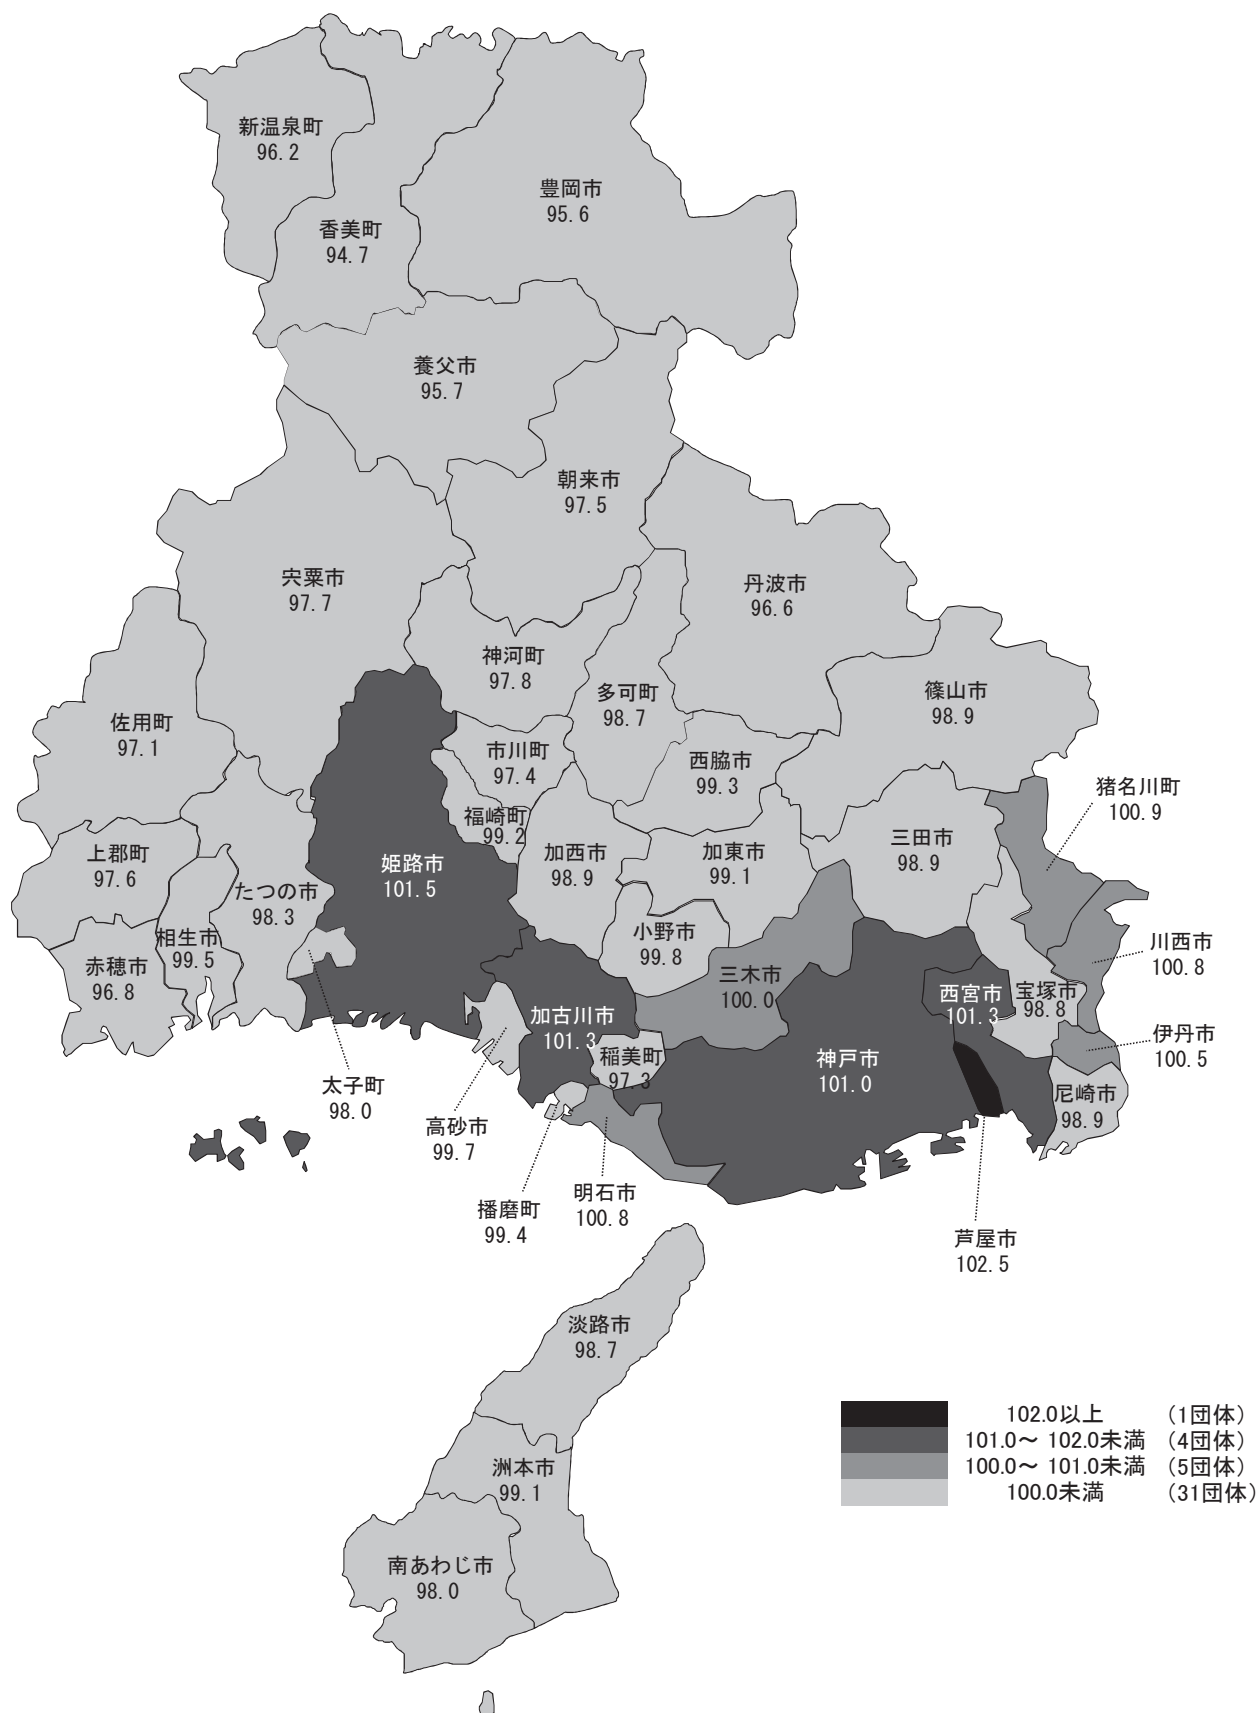 新温泉町
96.2
豊岡市
95.6
香美町
94.7
養父市
95.7
朝来市
97.5
宍粟市
97.7
丹波市
96.6
神河町
97.8
多可町
98.7
篠山市
98.9
佐用町
97.1
市川町
97.4
西脇市
99.3
猪名川町
100.9
福崎町
99.2
三田市
98.9
上郡町
97.6
姫路市
101.5
加西市
98.9
加東市
99.1
たつの市
98.3
相生市
99.5
小野市
99.8
川西市
100.8
赤穂市
96.8
三木市
100.0
西宮市
101.3
宝塚市
98.8
加古川市
101.3
伊丹市
100.5
稲美町
97.3
神戸市
101.0
太子町
98.0
尼崎市
98.9
高砂市
99.7
明石市
100.8
播磨町
99.4
芦屋市
102.5
淡路市
98.7
洲本市
99.1
南あわじ市
98.0
102.0以上 (1団体)
101.0～ 102.0未満 (4団体)
100.0～ 101.0未満 (5団体)
100.0未満 (31団体)